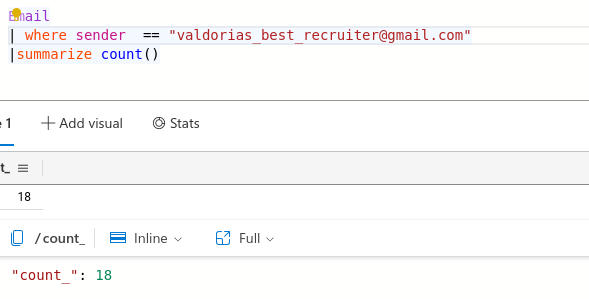 Email
| where sender  == "valdorias_best_recruiter@gmail.com"
|summarize count()
1
Add visual
Stats
t_
18
/count_
Inline
Full
"count_": 18